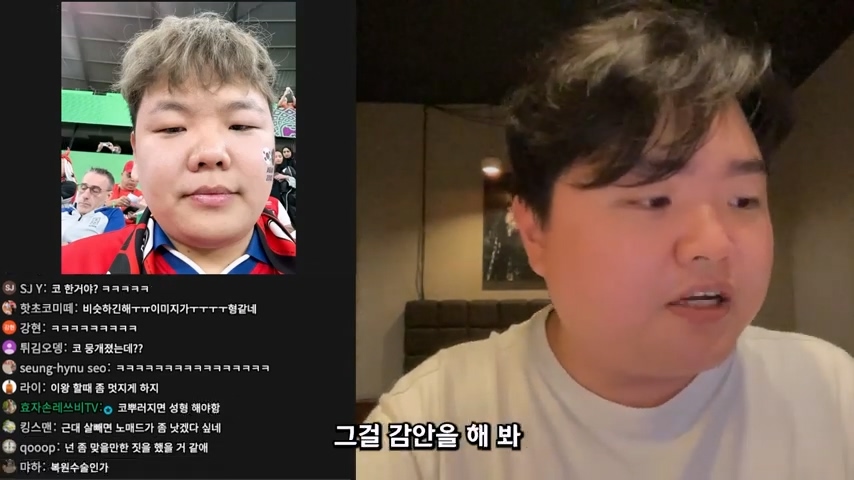 SJ Y: 코 한거야? ㅋㅋㅋㅋㅋ
핫초코미떼: 비슷하긴해ㅜㅠ이미지가ㅜㅜㅜㅜ형같네
강현: ㅋㅋㅋㅋㅋㅋㅋㅋㅋ
튀김오뎅: 코 뭉개졌는데??
seung-hynu seo: ㅋㅋㅋㅋㅋㅋㅋㅋㅋㅋㅋㅋㅋㅋㅋㅋ
라이: 이왕 할때 좀 멋지게 하지
효자손레쓰비TV: 코뿌러지면 성형 해야함
킹스맨: 근대 살빼면 노매드가 좀 낫겠다 싶네
qooop: 넌 좀 맞을만한 짓을 했을 거 같애
먀하: 복원수술인가
그걸 감안을 해 봐